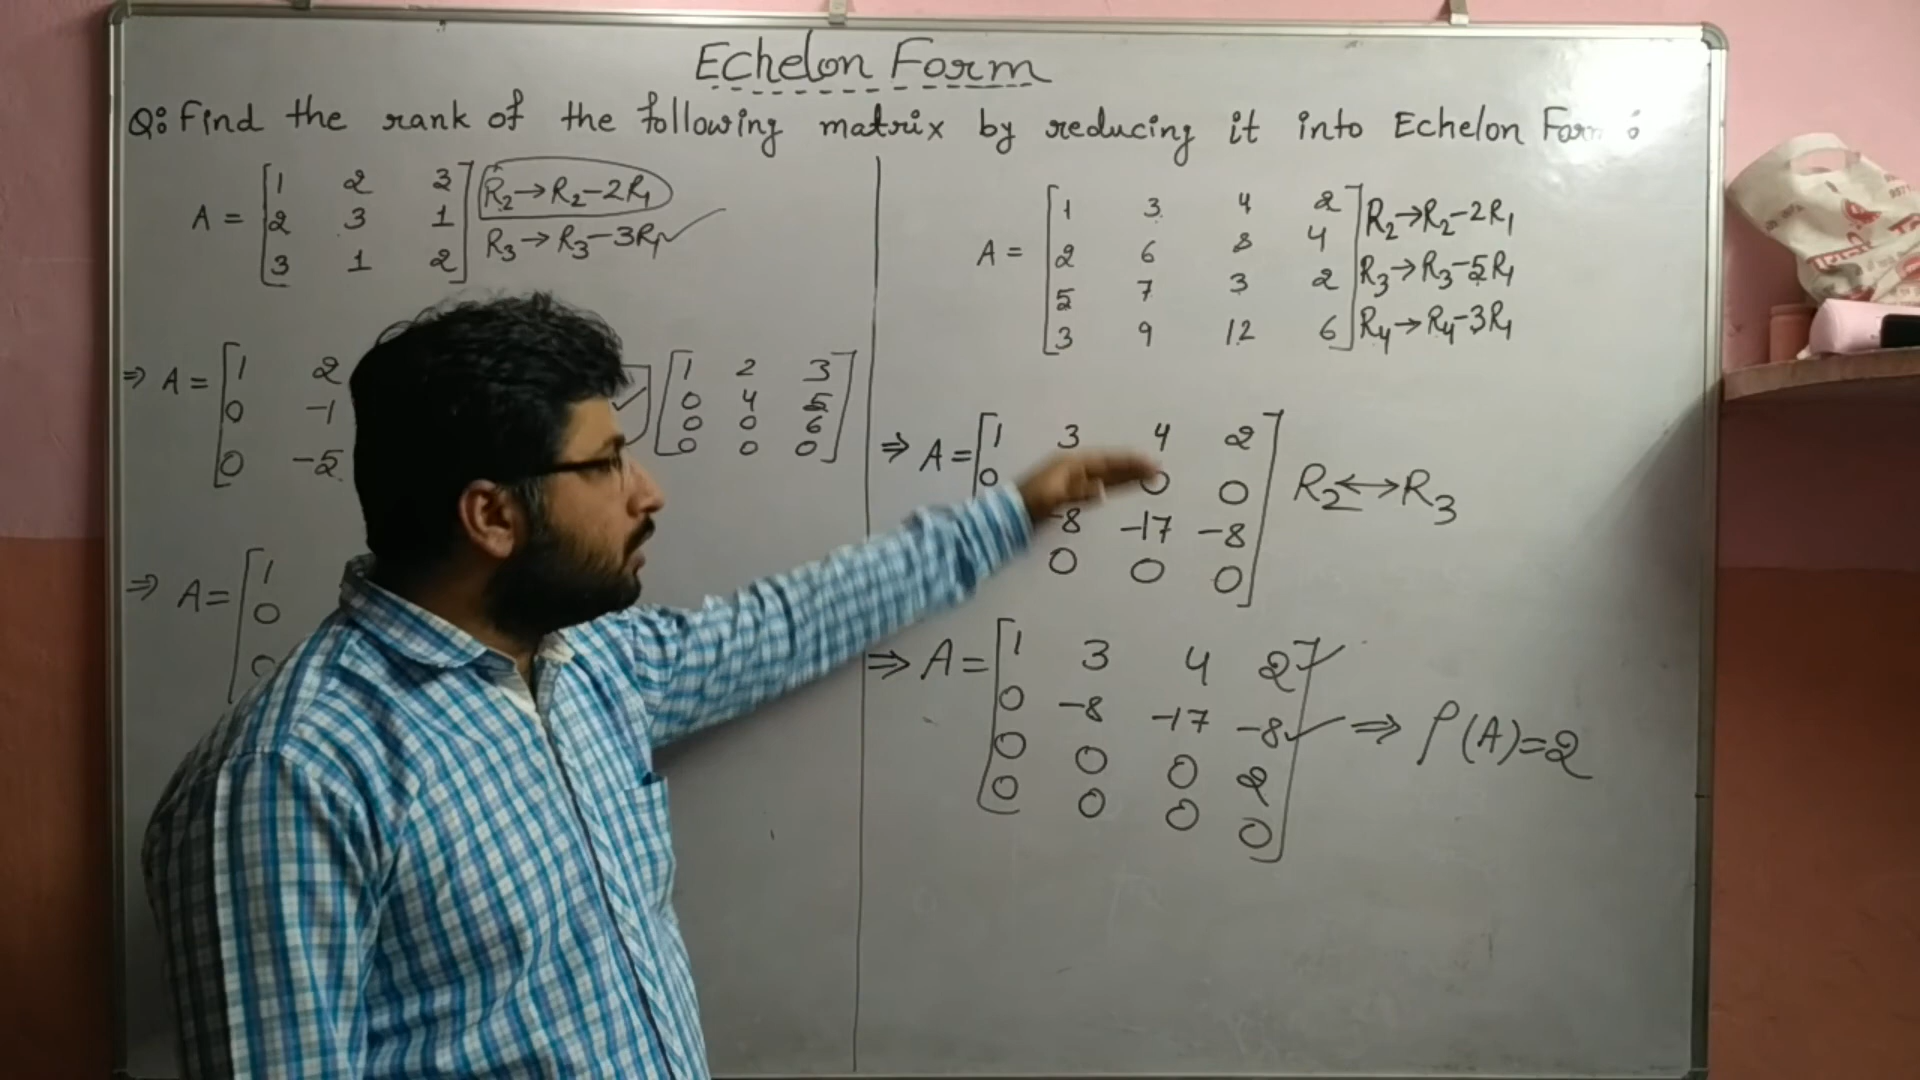 Echelon Form
Q: Find the rank of the following matrix by reducing it into Echelon Form :
A = [1 2 3] R2→R2-2R1
[2 3 1] R3→R3-3R1 ✓
[3 1 2]
⇒ A = [1 2
0 -1
0 -5
✓ [1 2 3]
[0 4 5]
[0 0 6]
[0 0 0]
⇒ A = [1
0
0
A = [1 3 4 2] R2→R2-2R1
[2 6 8 4] R3→R3-5R1
[5 7 3 2] R4→R4-3R1
[3 9 12 6]
⇒ A = [1 3 4 2]
0 0 0 R2↔R3
-8 -17 -8
0 0 0
⇒ A = [1 3 4 2] ✓
[0 -8 -17 -8] ✓ ⇒ ρ(A)=2
[0 0 0 2]
[0 0 0 0]